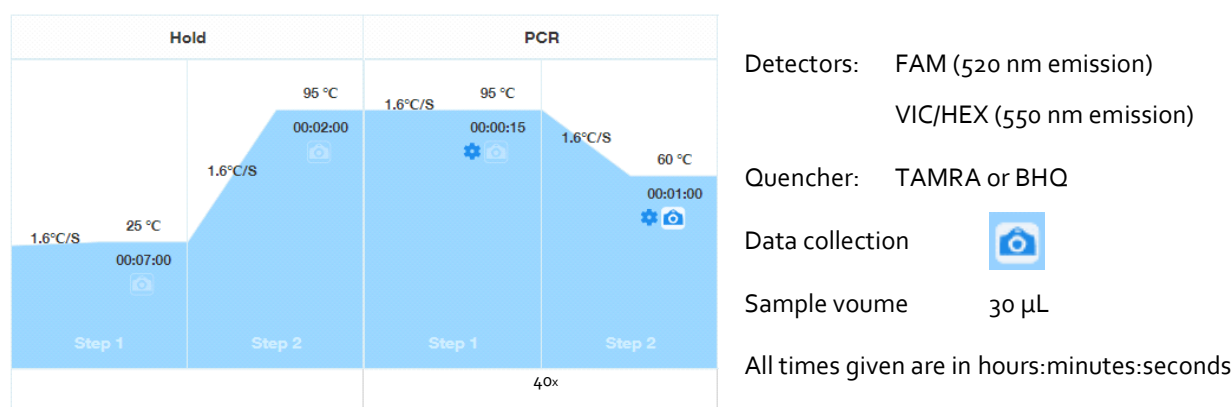 Hold
PCR
1.6°C/S
25 °C
00:07:00
Step 1
1.6°C/S
95 °C
00:02:00
Step 2
1.6°C/S
95 °C
00:00:15
Step 1
1.6°C/S
60 °C
00:01:00
Step 2
40x
Detectors: FAM (520 nm emission)
VIC/HEX (550 nm emission)
Quencher: TAMRA or BHQ
Data collection
Sample voume 30 µL
All times given are in hours:minutes:seconds